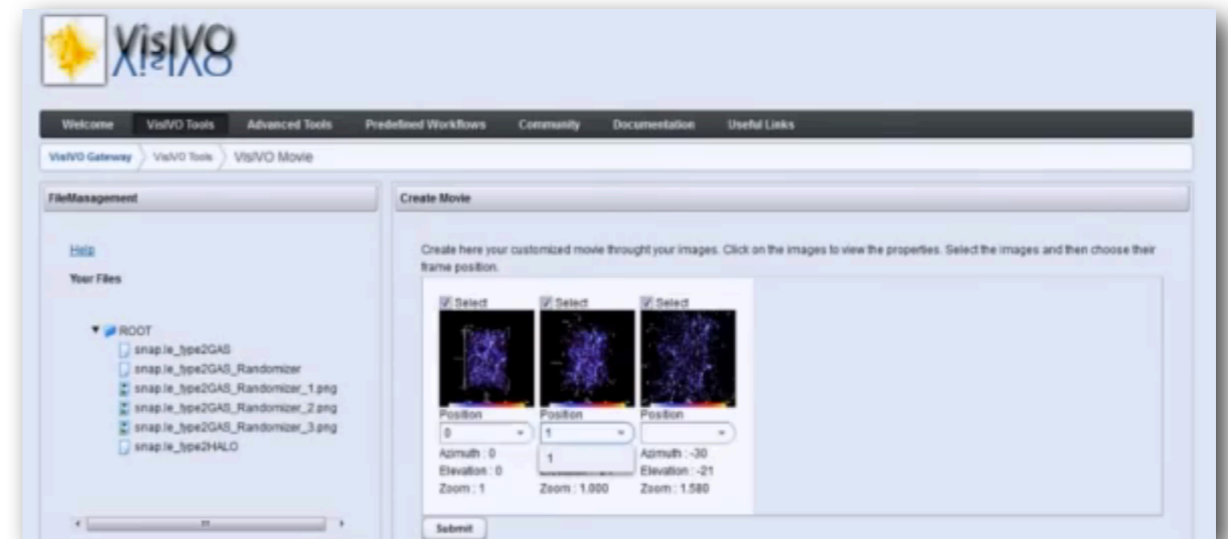 VisIVO
Welcome VisIVO Tools Advanced Tools Predefined Workflows Community Documentation Useful Links
VisIVO Gateway VisIVO Tools VisIVO Movie
FileManagement
Help
Your Files
ROOT
snap.le_type2GAS
snap.le_type2GAS_Randomizer
snap.le_type2GAS_Randomizer_1.png
snap.le_type2GAS_Randomizer_2.png
snap.le_type2GAS_Randomizer_3.png
snap.le_type2HALO
Create Movie
Create here your customized movie throught your images. Click on the images to view the properties. Select the images and then choose their
frame position.
Select Select Select
Position Position Position
0 1
1
Azimuth : 0 Azimuth : -30
Elevation : 0 Elevation : -21
Zoom : 1 Zoom : 1.000 Zoom : 1.580
Submit